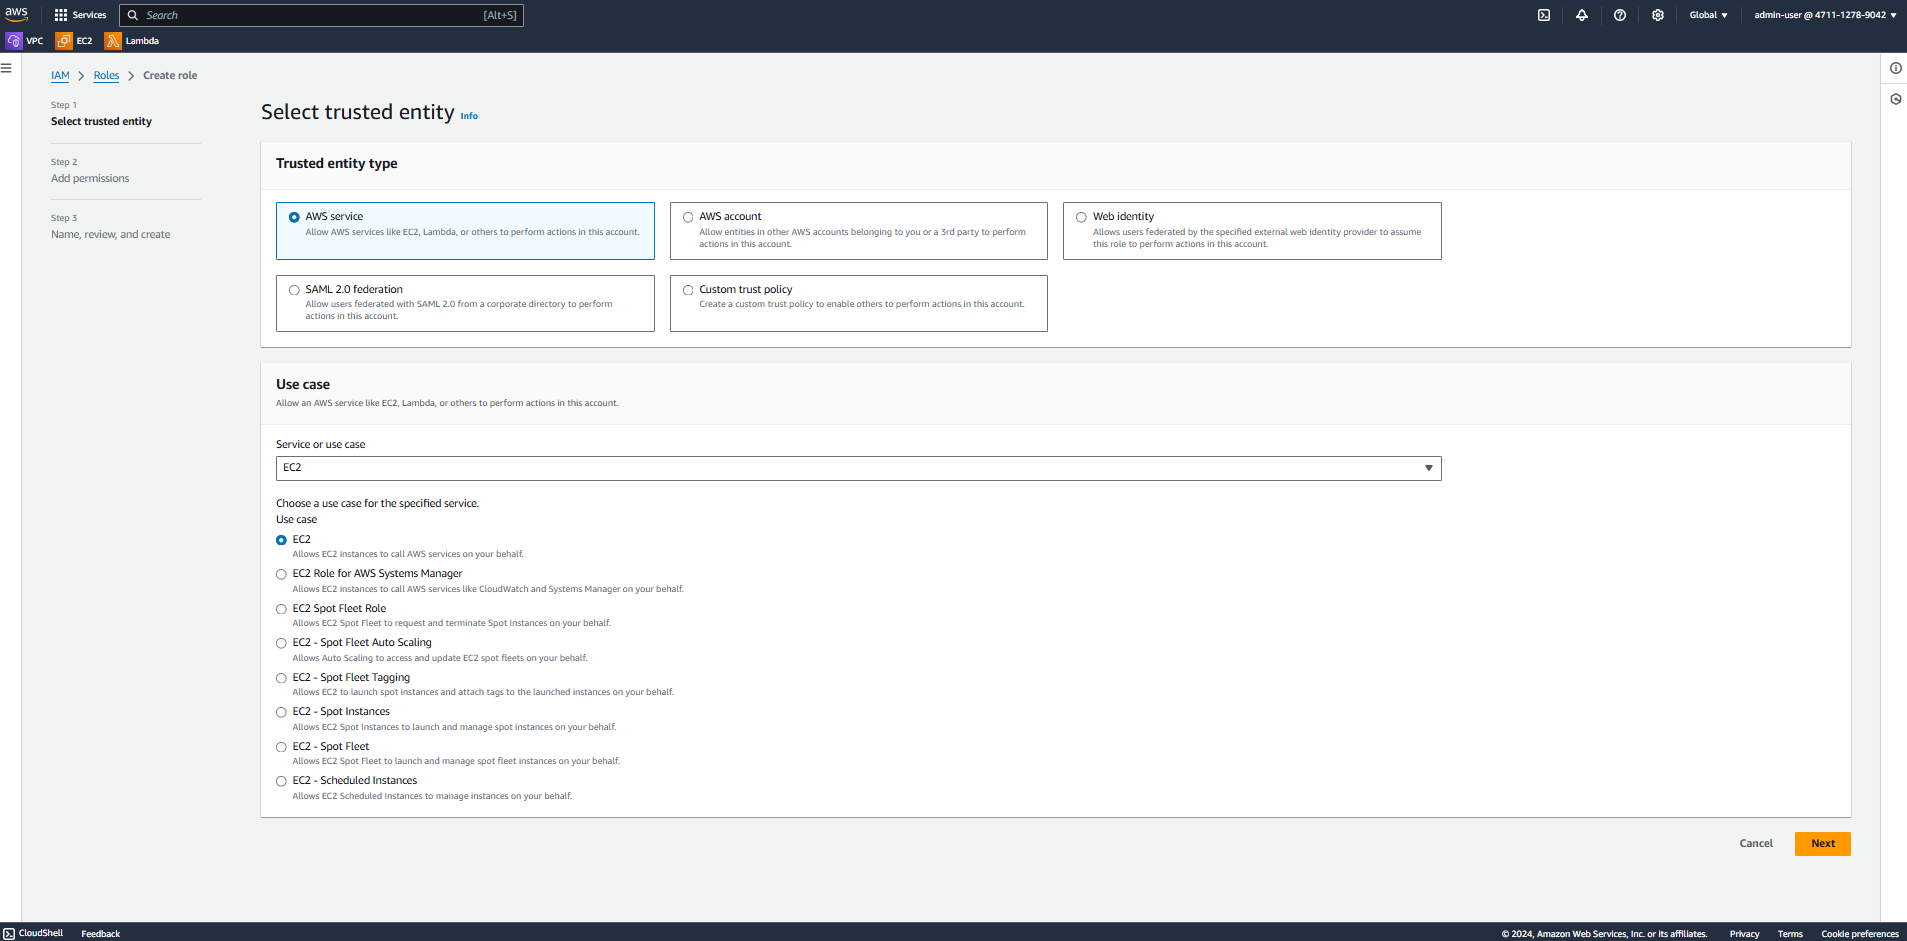 aws
Services
Search [Alt+S]
Global ▼
admin-user @ 4711-1278-9042 ▼
VPC
EC2
Lambda
IAM > Roles > Create role
Step 1
Select trusted entity
Step 2
Add permissions
Step 3
Name, review, and create
Select trusted entity Info
Trusted entity type
AWS service
Allow AWS services like EC2, Lambda, or others to perform actions in this account.
AWS account
Allow entities in other AWS accounts belonging to you or a 3rd party to perform
actions in this account.
Web identity
Allows users federated by the specified external web identity provider to assume
this role to perform actions in this account.
SAML 2.0 federation
Allow users federated with SAML 2.0 from a corporate directory to perform
actions in this account.
Custom trust policy
Create a custom trust policy to enable others to perform actions in this account.
Use case
Allow an AWS service like EC2, Lambda, or others to perform actions in this account.
Service or use case
EC2
Choose a use case for the specified service.
Use case
EC2
Allows EC2 instances to call AWS services on your behalf.
EC2 Role for AWS Systems Manager
Allows EC2 instances to call AWS services like CloudWatch and Systems Manager on your behalf.
EC2 Spot Fleet Role
Allows EC2 Spot Fleet to request and terminate Spot Instances on your behalf.
EC2 - Spot Fleet Auto Scaling
Allows Auto Scaling to access and update EC2 spot fleets on your behalf.
EC2 - Spot Fleet Tagging
Allows EC2 to launch spot instances and attach tags to the launched instances on your behalf.
EC2 - Spot Instances
Allows EC2 Spot Instances to launch and manage spot instances on your behalf.
EC2 - Spot Fleet
Allows EC2 Spot Fleet to launch and manage spot fleet instances on your behalf.
EC2 - Scheduled Instances
Allows EC2 Scheduled Instances to manage instances on your behalf.
Cancel
Next
CloudShell
Feedback
© 2024, Amazon Web Services, Inc. or its affiliates.
Privacy
Terms
Cookie preferences